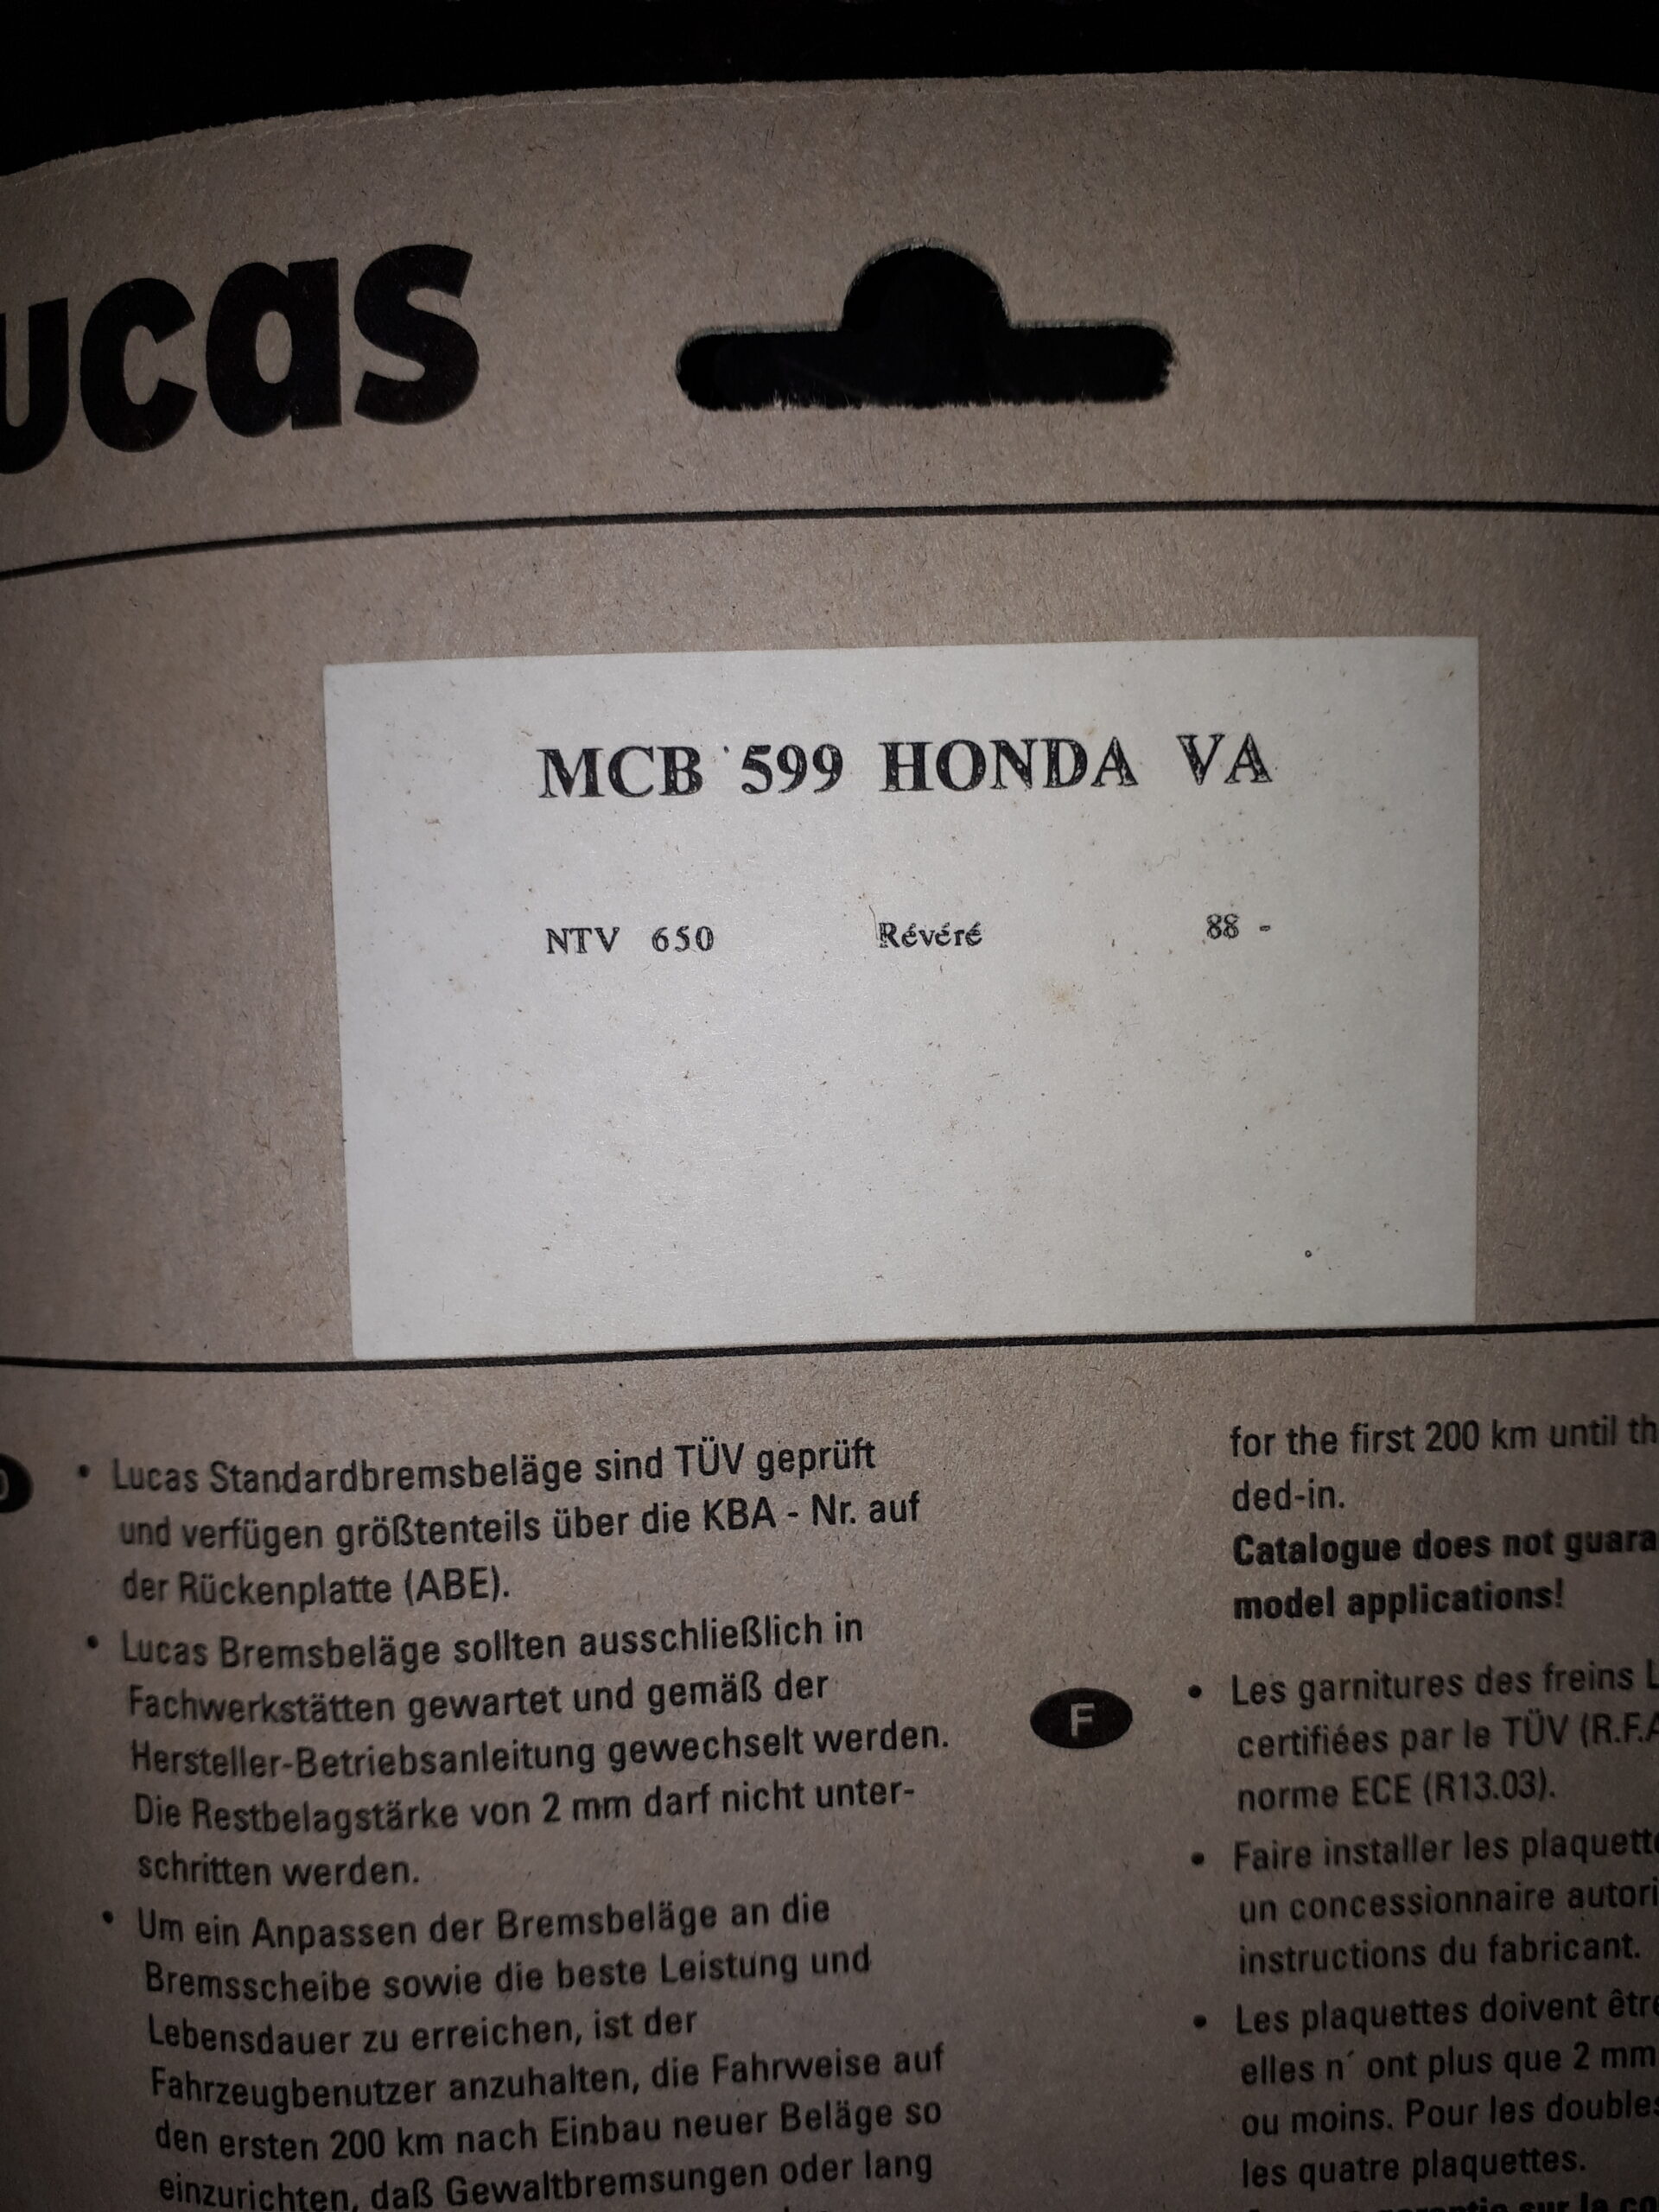 ucas
MCB 599 HONDA VA
NTV 650 Révéré 88 -
• Lucas Standardbremsbeläge sind TÜV geprüft
und verfügen größtenteils über die KBA - Nr. auf
der Rückenplatte (ABE).
• Lucas Bremsbeläge sollten ausschließlich in
Fachwerkstätten gewartet und gemäß der
Hersteller-Betriebsanleitung gewechselt werden.
Die Restbelagstärke von 2 mm darf nicht unter-
schritten werden.
• Um ein Anpassen der Bremsbeläge an die
Bremsscheibe sowie die beste Leistung und
Lebensdauer zu erreichen, ist der
Fahrzeugbenutzer anzuhalten, die Fahrweise auf
den ersten 200 km nach Einbau neuer Beläge so
einzurichten, daß Gewaltbremsungen oder lang
for the first 200 km until th
ded-in.
Catalogue does not guara
model applications!
F
• Les garnitures des freins L
certifiées par le TÜV (R.F.A
norme ECE (R13.03).
• Faire installer les plaquett
un concessionnaire autori
instructions du fabricant.
• Les plaquettes doivent être
elles n´ ont plus que 2 mm
ou moins. Pour les doubles
les quatre plaquettes.